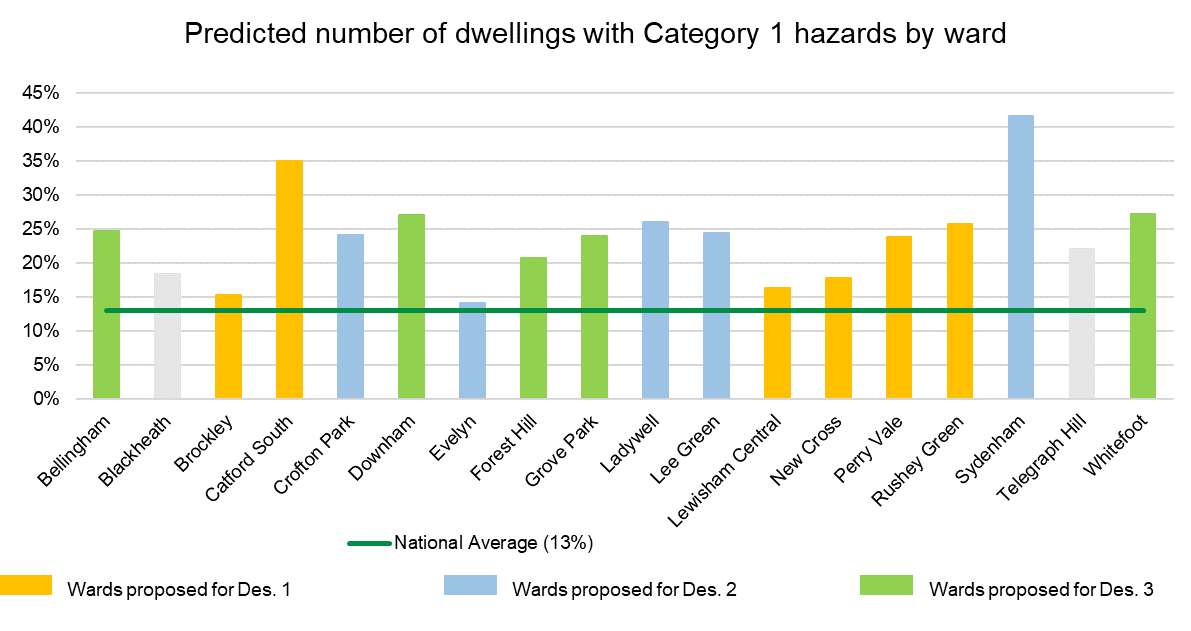 Predicted number of dwellings with Category 1 hazards by ward
45%
40%
35%
30%
25%
20%
15%
10%
5%
0%
Bellingham
Blackheath
Brockley
Catford South
Crofton Park
Downham
Evelyn
Forest Hill
Grove Park
Ladywell
Lee Green
Lewisham Central
New Cross
Perry Vale
Rushey Green
Sydenham
Telegraph Hill
Whitefoot
National Average (13%)
Wards proposed for Des. 1
Wards proposed for Des. 2
Wards proposed for Des. 3